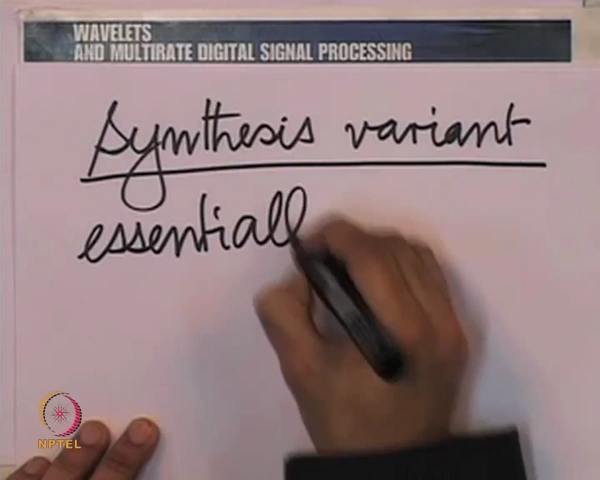 WAVELETS
AND MULTIRATE DIGITAL SIGNAL PROCESSING
Synthesis variant
essentiall
NPTEL